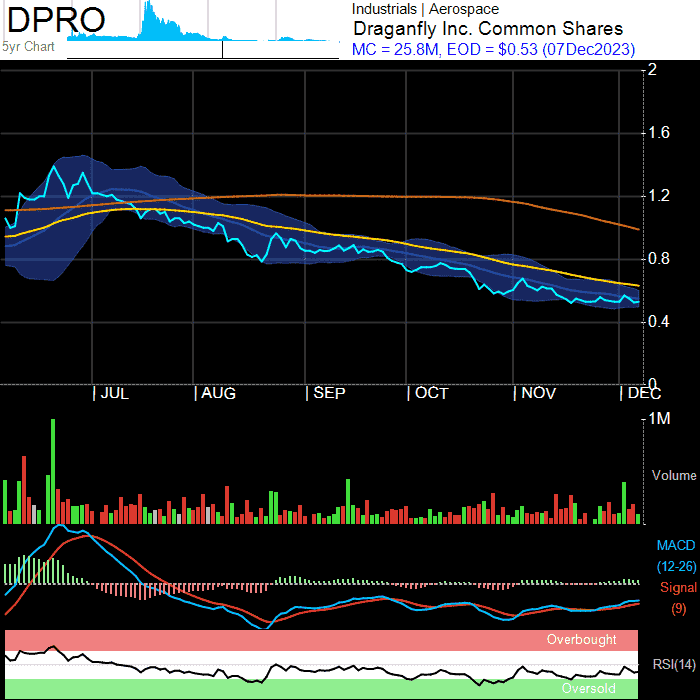 DPRO
5yr Chart
Industrials | Aerospace
Draganfly Inc. Common Shares
MC = 25.8M, EOD = $0.53 (07Dec2023)
2
1.6
1.2
0.8
0.4
0
| JUL | AUG | SEP | OCT | NOV | DEC
1M
Volume
MACD
(12-26)
Signal
(9)
Overbought
RSI(14)
Oversold